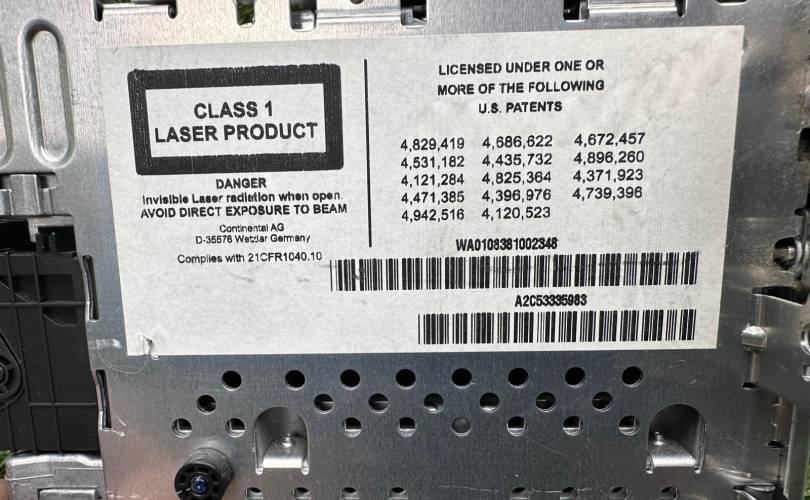 CLASS 1
LASER PRODUCT
DANGER
Invisible Laser radiation when open.
AVOID DIRECT EXPOSURE TO BEAM
Continental AG
D-35576 Wetzlar Germany
Complies with 21CFR1040.10
LICENSED UNDER ONE OR
MORE OF THE FOLLOWING
U.S. PATENTS
4,829,419 4,686,622 4,672,457
4,531,182 4,435,732 4,896,260
4,121,284 4,825,364 4,371,923
4,471,385 4,396,976 4,739,396
4,942,516 4,120,523
WA0108381002348
A2C53335983